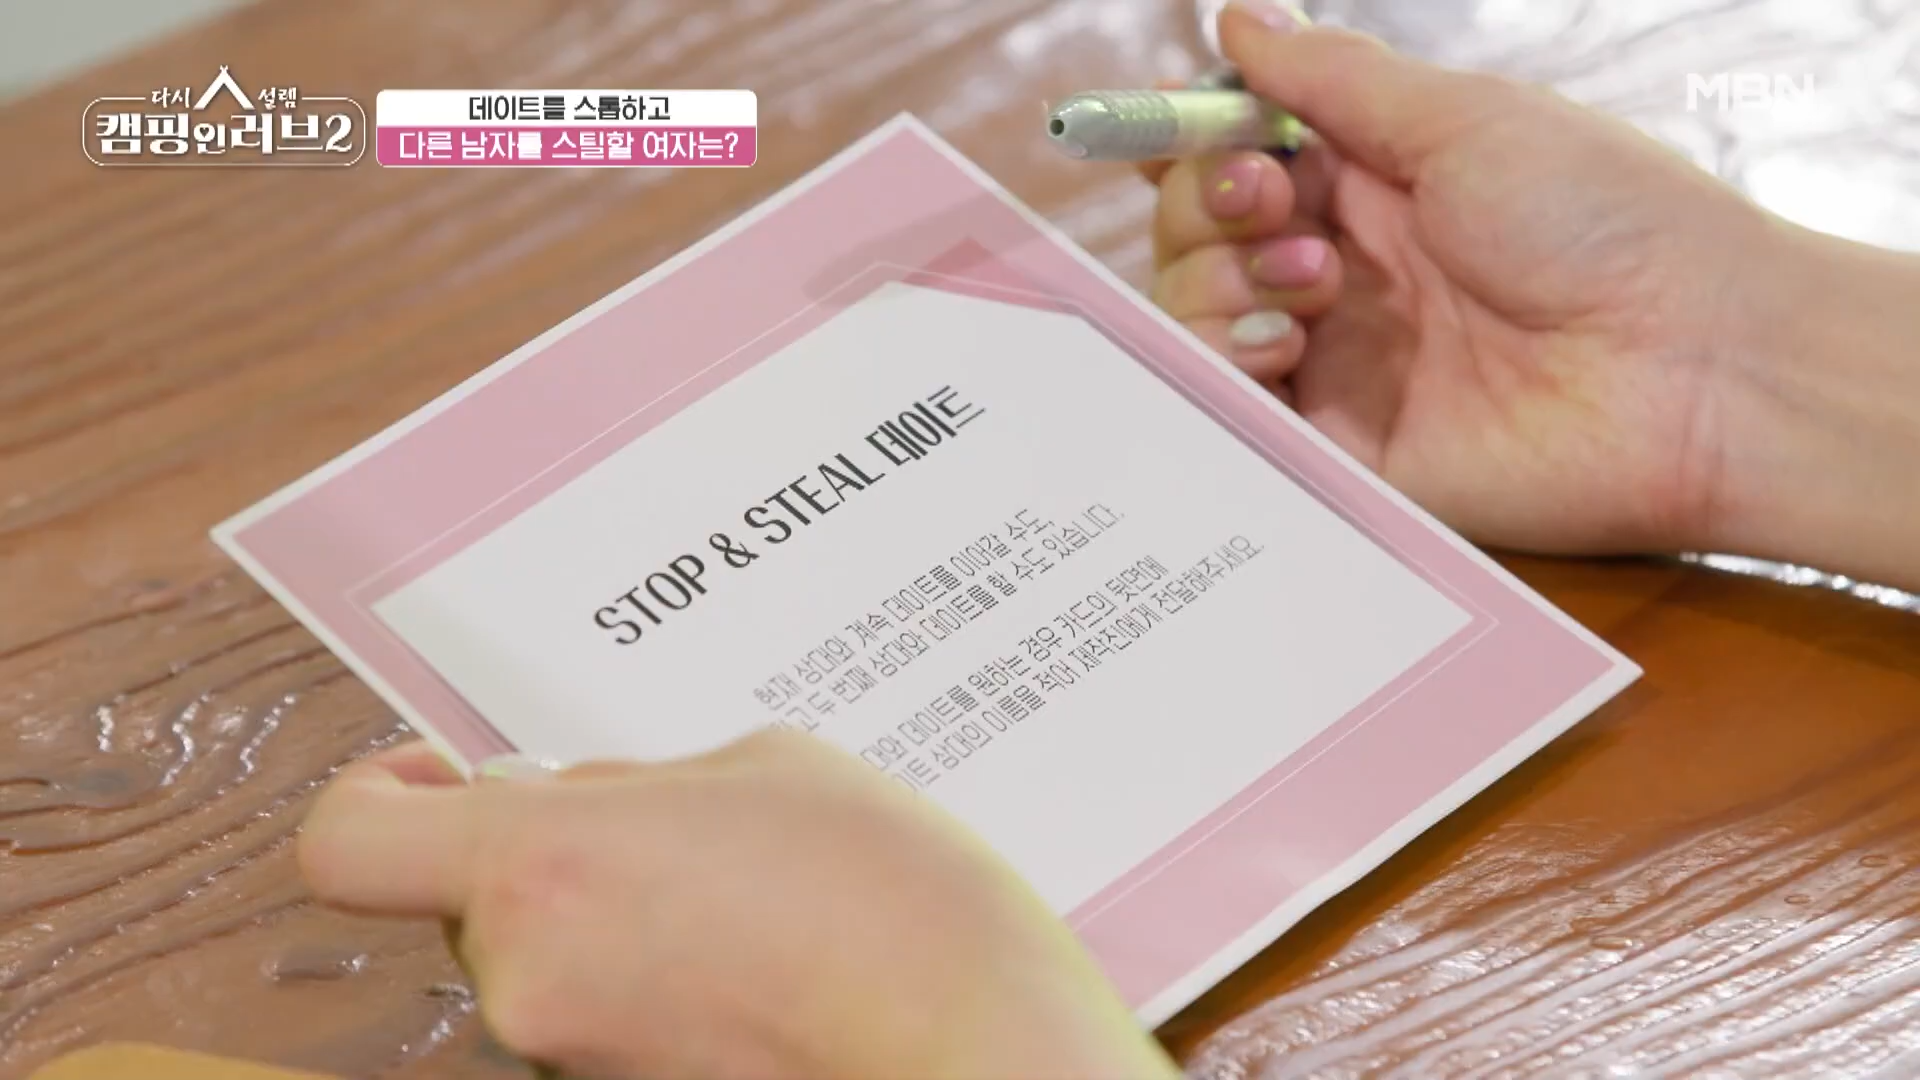 다시 설렘
캠핑인러브2
데이트를 스톱하고
다른 남자를 스틸할 여자는?
MBN
STOP & STEAL 데이트
현재 상대와 계속 데이트를 이어갈 수도,
고 두 번째 상대와 데이트를 할 수도 있습니다.
대와 데이트를 원하는 경우 카드의 뒷면에
이트 상대의 이름을 적어 제작진에게 전달해주세요.